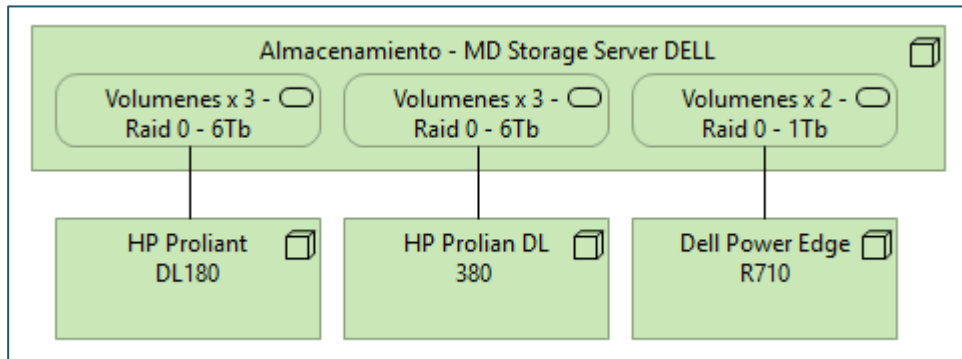 Almacenamiento - MD Storage Server DELL
Volumenes x 3 -
Raid 0 - 6Tb
Volumenes x 3 -
Raid 0 - 6Tb
Volumenes x 2 -
Raid 0 - 1Tb
HP Proliant
DL180
HP Prolian DL
380
Dell Power Edge
R710